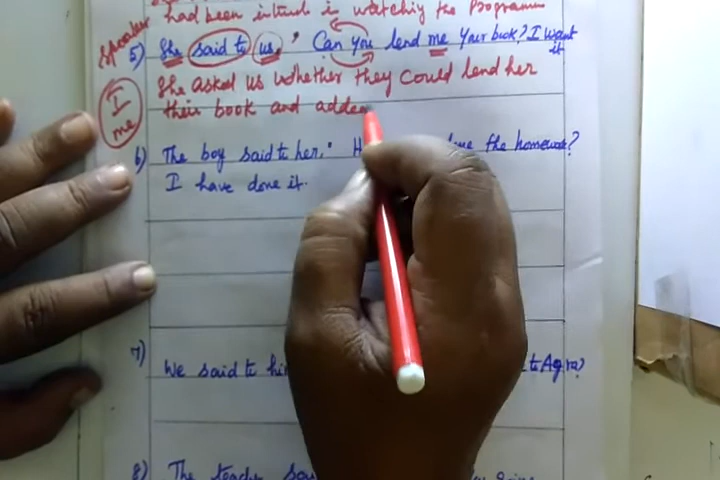 had been in watching the Programm
Speaker
5) She said to us, " Can you lend me your book? I want
it
She asked us whether they could lend her
I
me
their book and added
6) The boy said to her. " the homework?
I have done it.
7) We said to to Agra?
8) The teacher